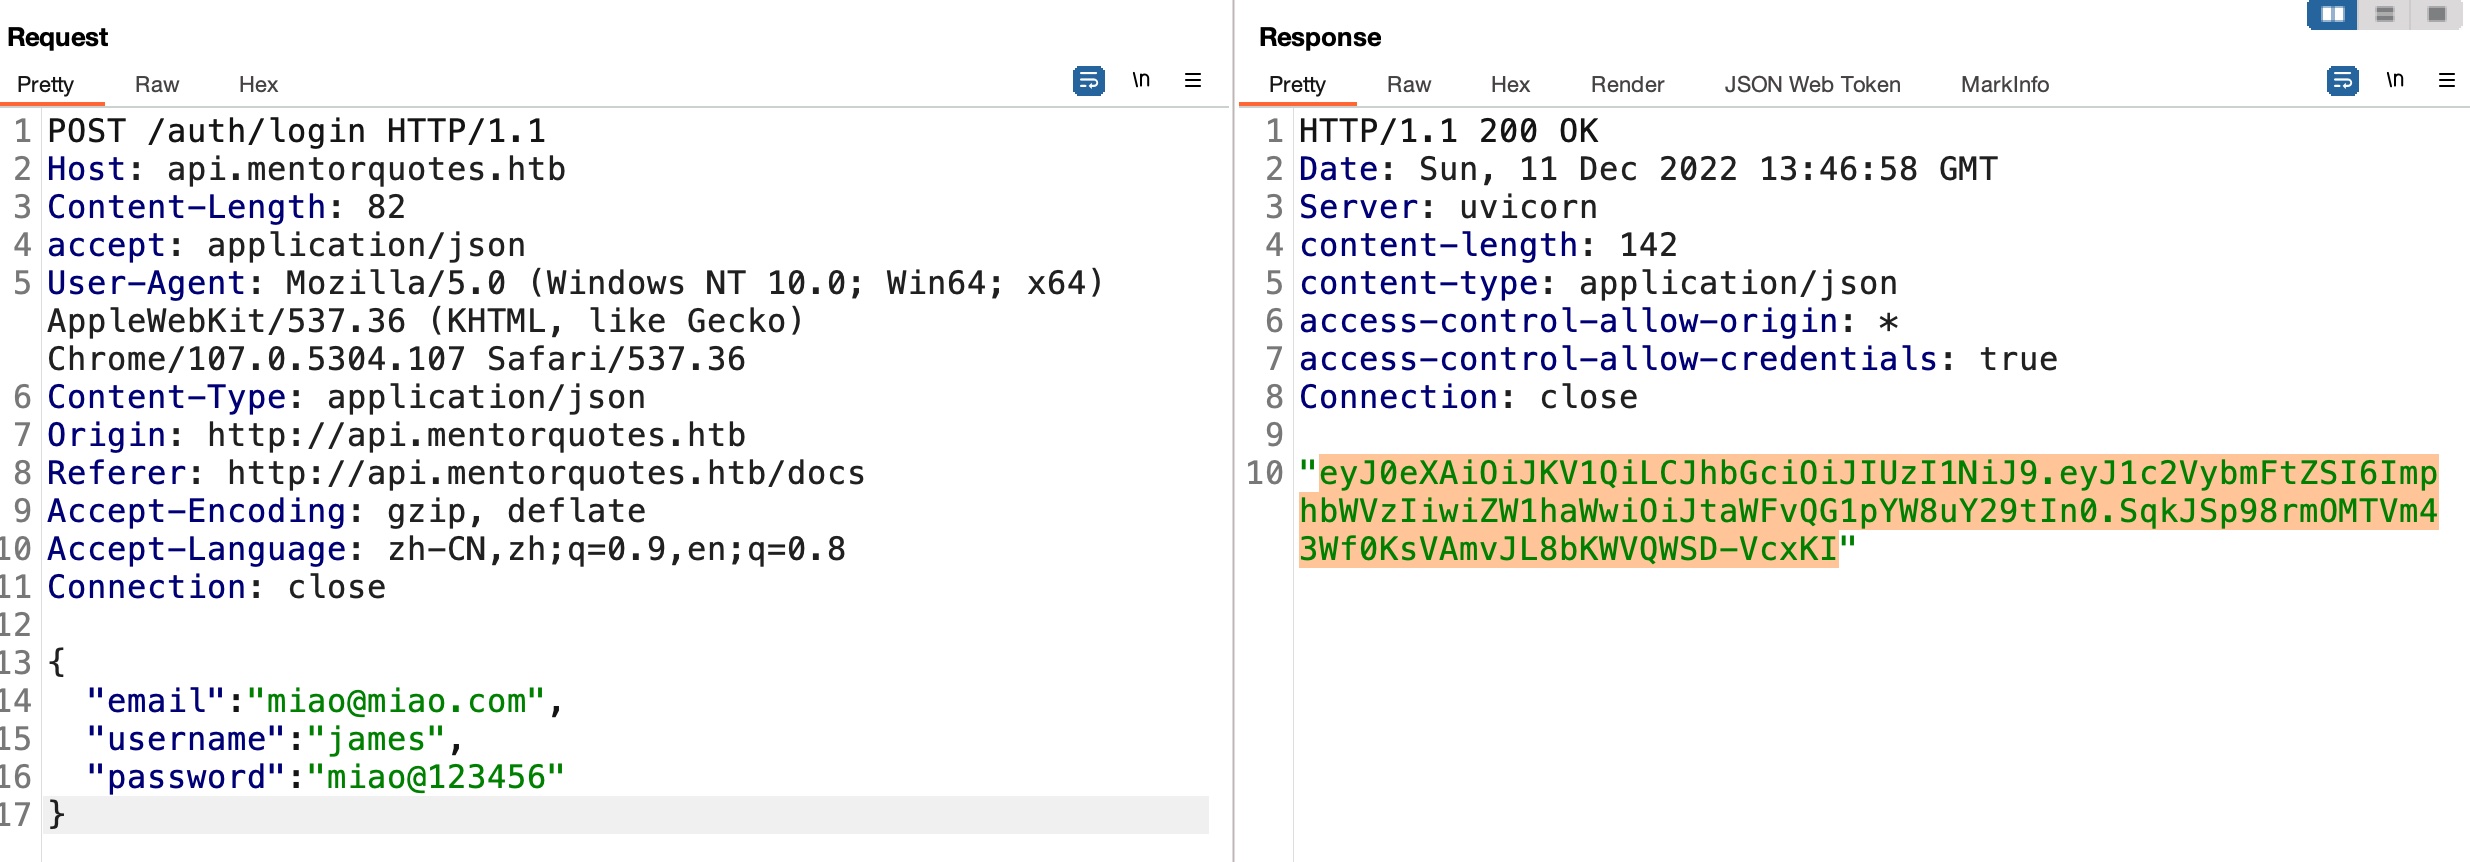 Request
Pretty Raw Hex \n
1 POST /auth/login HTTP/1.1
2 Host: api.mentorquotes.htb
3 Content-Length: 82
4 accept: application/json
5 User-Agent: Mozilla/5.0 (Windows NT 10.0; Win64; x64)
AppleWebKit/537.36 (KHTML, like Gecko)
Chrome/107.0.5304.107 Safari/537.36
6 Content-Type: application/json
7 Origin: http://api.mentorquotes.htb
8 Referer: http://api.mentorquotes.htb/docs
9 Accept-Encoding: gzip, deflate
10 Accept-Language: zh-CN,zh;q=0.9,en;q=0.8
11 Connection: close
12
13 {
14 "email":"miao@miao.com",
15 "username":"james",
16 "password":"miao@123456"
17 }
Response
Pretty Raw Hex Render JSON Web Token MarkInfo \n
1 HTTP/1.1 200 OK
2 Date: Sun, 11 Dec 2022 13:46:58 GMT
3 Server: uvicorn
4 content-length: 142
5 content-type: application/json
6 access-control-allow-origin: *
7 access-control-allow-credentials: true
8 Connection: close
9
10 "eyJ0eXAiOiJKV1QiLCJhbGciOiJIUzI1NiJ9.eyJ1c2VybmFtZSI6Imp
hbWVzIiwiZW1haWwiOiJtaWFvQG1pYW8uY29tIn0.SqkJSp98rmOMTVm4
3Wf0KsVAmvJL8bKWVQWSD-VcxKI"